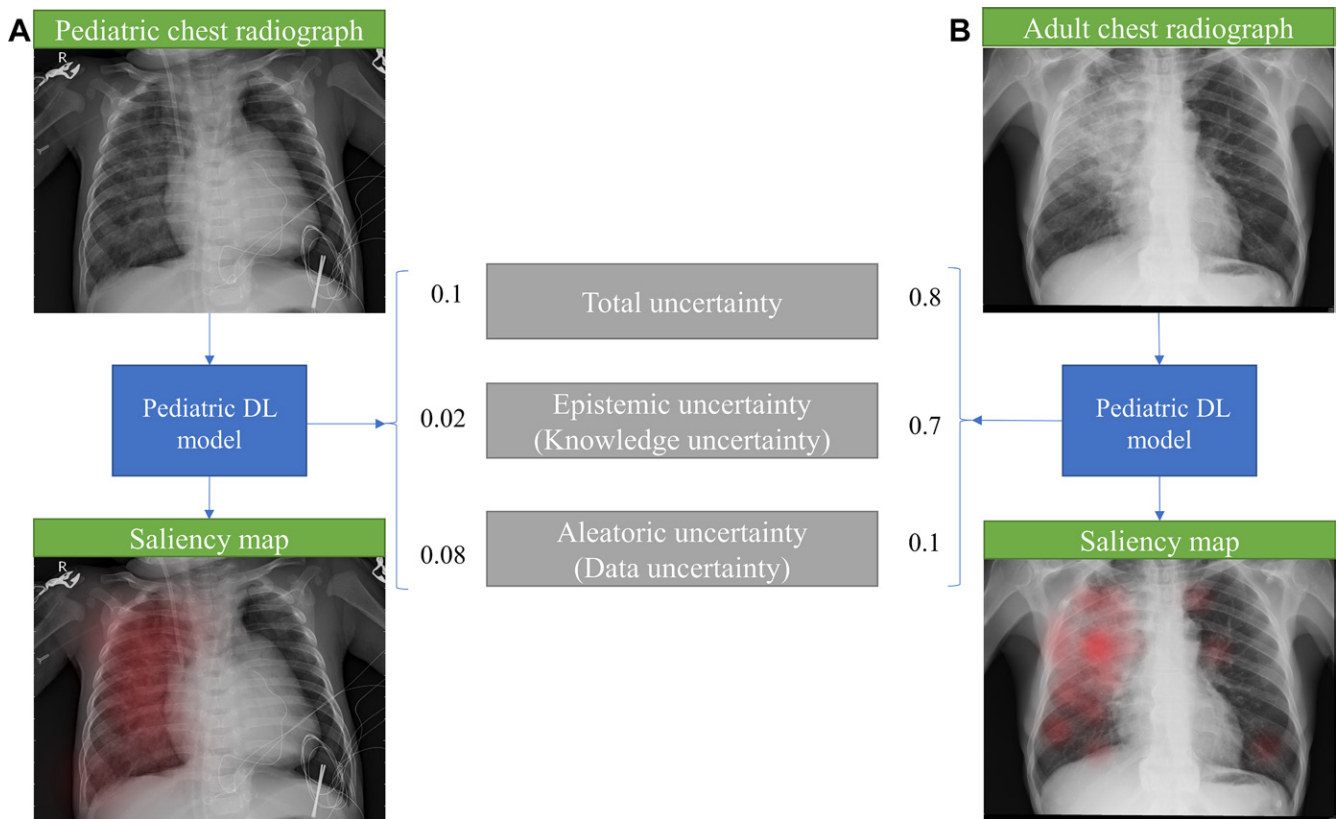 A
Pediatric chest radiograph
R
B
Adult chest radiograph
0.1
Total uncertainty
0.8
Pediatric DL
model
0.02
Epistemic uncertainty
(Knowledge uncertainty)
0.7
Pediatric DL
model
Saliency map
0.08
Aleatoric uncertainty
(Data uncertainty)
0.1
Saliency map
R